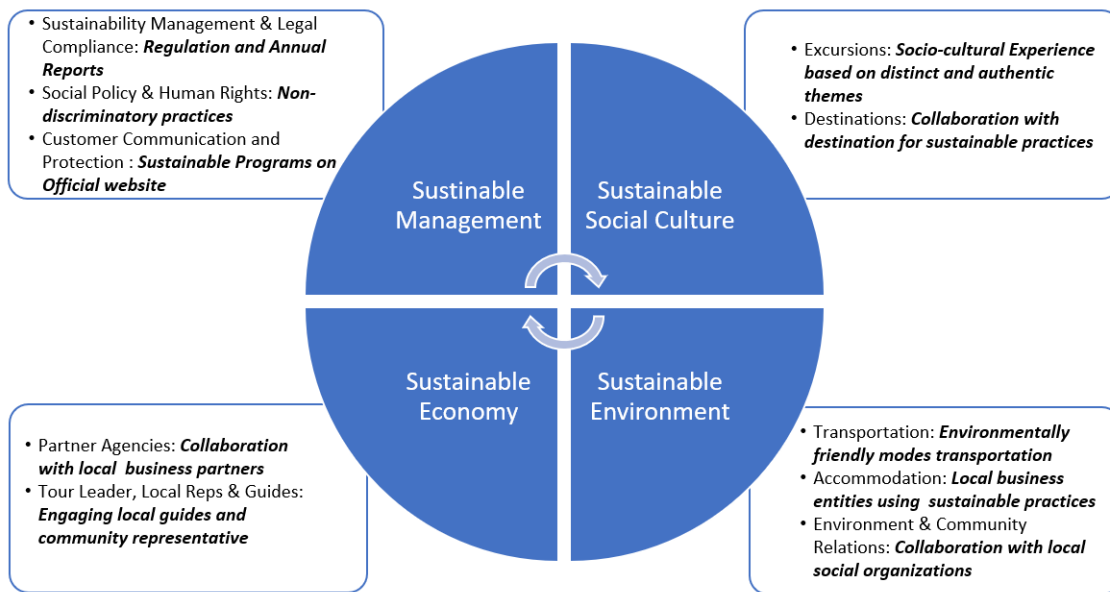 • Sustainability Management & Legal
Compliance: Regulation and Annual
Reports
• Social Policy & Human Rights: Non-
discriminatory practices
• Customer Communication and
Protection : Sustainable Programs on
Official website
• Excursions: Socio-cultural Experience
based on distinct and authentic
themes
• Destinations: Collaboration with
destination for sustainable practices
Sustinable
Management
Sustainable
Social Culture
Sustainable
Economy
Sustainable
Environment
• Partner Agencies: Collaboration
with local business partners
• Tour Leader, Local Reps & Guides:
Engaging local guides and
community representative
• Transportation: Environmentally
friendly modes transportation
• Accommodation: Local business
entities using sustainable practices
• Environment & Community
Relations: Collaboration with local
social organizations